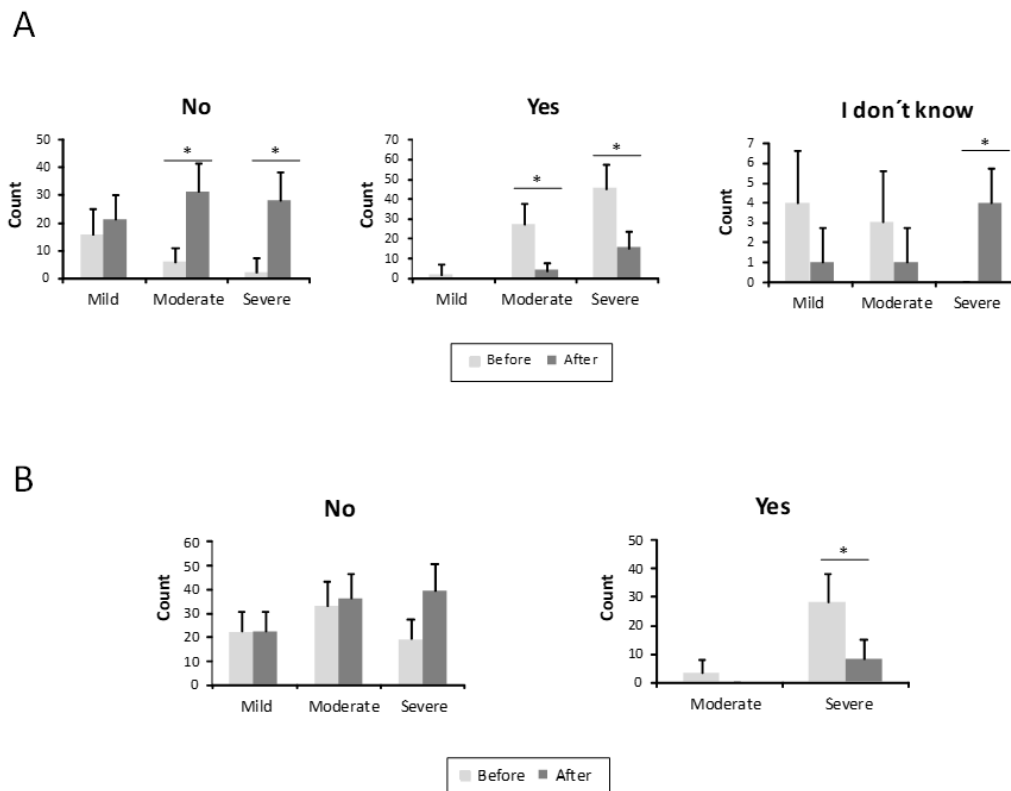 A
No
Yes
I don´t know
Count
50
40
30
20
10
0
Mild Moderate Severe
Count
70
60
50
40
30
20
10
0
Mild Moderate Severe
Count
7
6
5
4
3
2
1
0
Mild Moderate Severe
*
*
*
*
*
Before After
B
No
Yes
Count
60
50
40
30
20
10
0
Mild Moderate Severe
Count
50
40
30
20
10
0
Moderate Severe
*
Before After